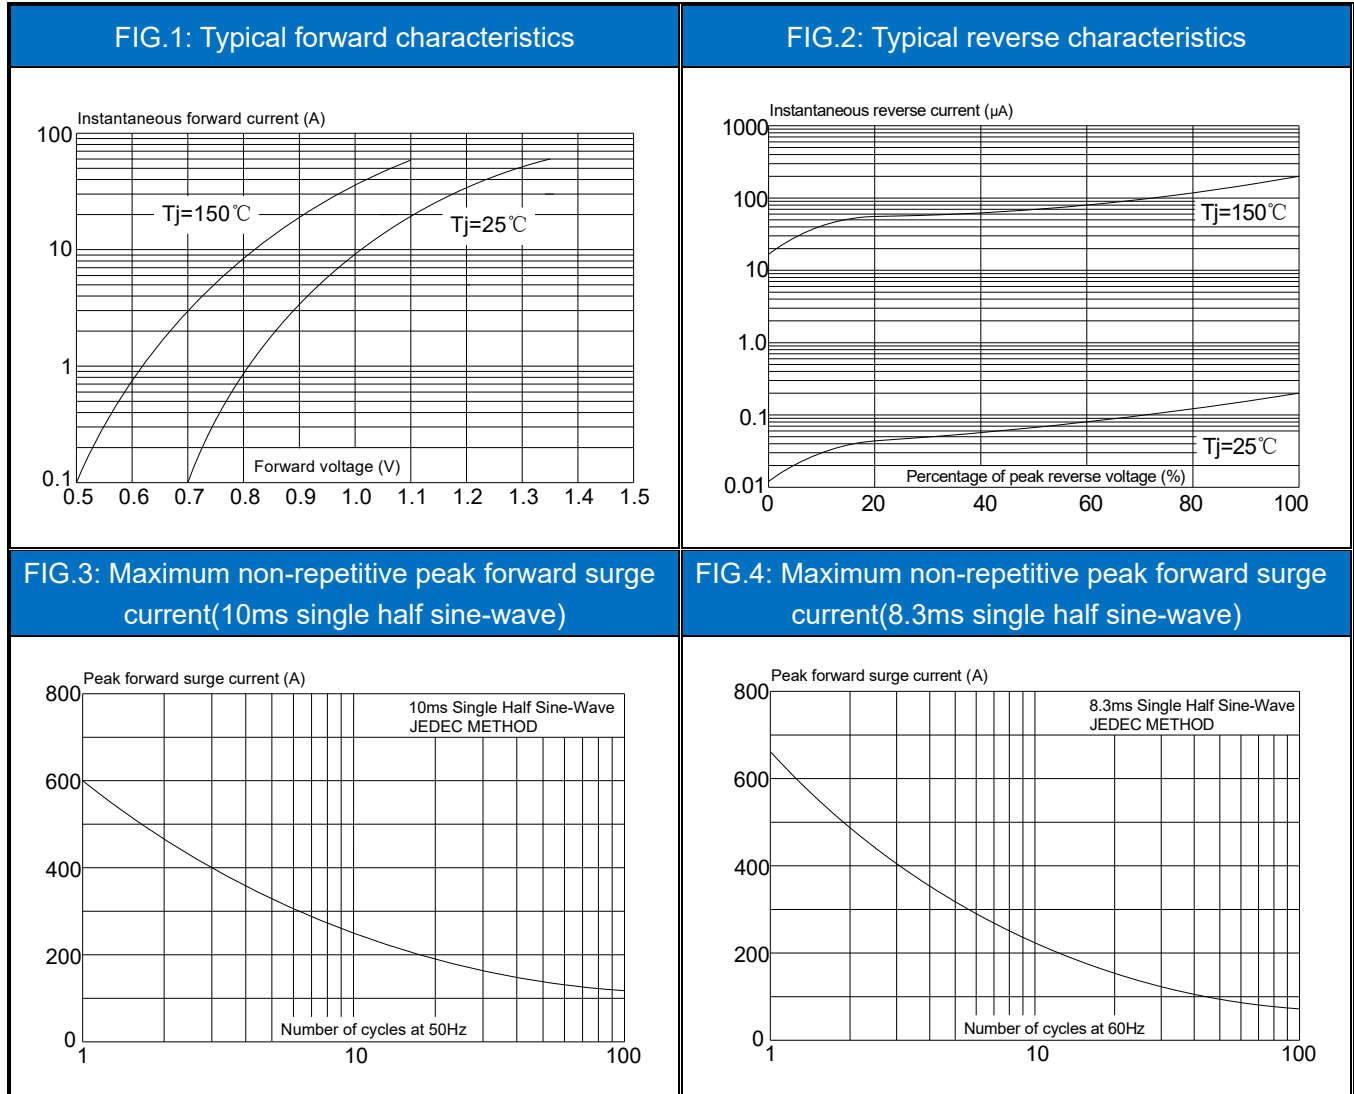 FIG.1: Typical forward characteristics
Instantaneous forward current (A)
100
10
1
0.1
Tj=150℃
Tj=25℃
Forward voltage (V)
0.5 0.6 0.7 0.8 0.9 1.0 1.1 1.2 1.3 1.4 1.5
FIG.2: Typical reverse characteristics
Instantaneous reverse current (μA)
1000
100
10
1.0
0.1
0.01
Tj=150℃
Tj=25℃
Percentage of peak reverse voltage (%)
0 20 40 60 80 100
FIG.3: Maximum non-repetitive peak forward surge
current(10ms single half sine-wave)
Peak forward surge current (A)
800
600
400
200
0
10ms Single Half Sine-Wave
JEDEC METHOD
Number of cycles at 50Hz
1 10 100
FIG.4: Maximum non-repetitive peak forward surge
current(8.3ms single half sine-wave)
Peak forward surge current (A)
800
600
400
200
0
8.3ms Single Half Sine-Wave
JEDEC METHOD
Number of cycles at 60Hz
1 10 100